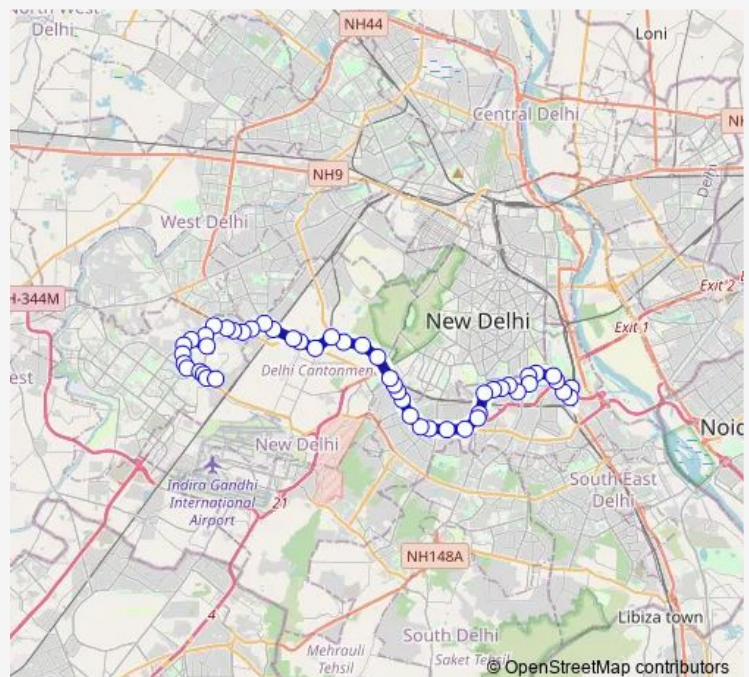 North West
Delhi
NH44
Loni
Central Delhi
NH9
West Delhi
Delhi
H-344M
Exit 2
New Delhi
Exit 1
est
Delhi Cantonmen
New Delhi
Noid
Indira Gandhi
International
Airport
21
South East
Delhi
NH148A
4
Libiza town
South Delhi
Mehrauli
Tehsil
Saket Tehsil
© OpenStreetMap contributors